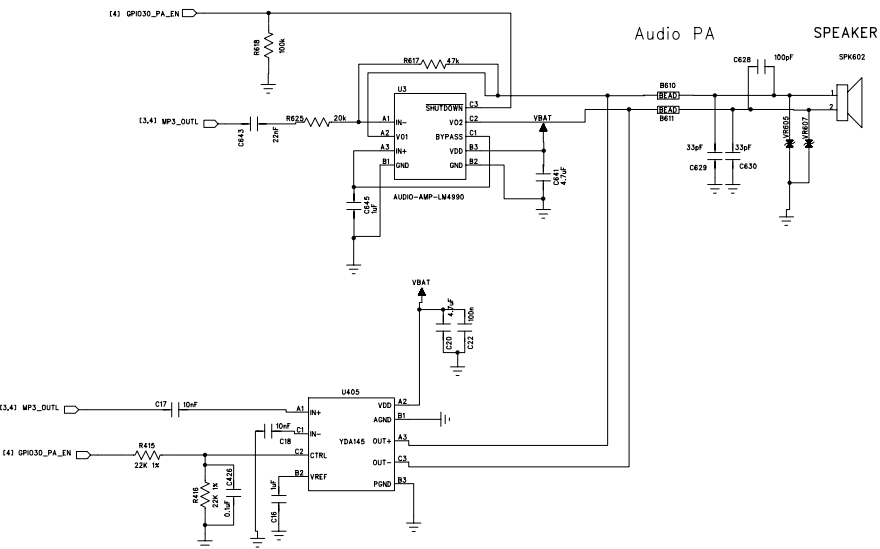 [4] GPIO30_PA_EN
R618
100k
Audio PA
SPEAKER
SPK602
C628
100pF
R617
47k
U3
[3,4] MP3_OUTL
C643
22nF
R625
20k
A1
IN-
A2
VO1
A3
IN+
B1
GND
SHUTDOWN
C3
VO2
C2
BYPASS
C1
VDD
B3
GND
B2
AUDIO-AMP-LM4990
VBAT
C641
4.7uF
C645
1uF
B610
BEAD
BEAD
B611
1
2
33pF
C629
33pF
C630
VR605
VR607
VBAT
4.7uF
C20
100n
C22
[3,4] MP3_OUTL
C17
10nF
U405
A1
IN+
C1
IN-
10nF
C18
C2
CTRL
B2
VREF
YDA145
VDD
A2
AGND
B1
OUT+
A3
OUT-
C3
PGND
B3
[4] GPIO30_PA_EN
R415
22K 1%
R416
22K 1%
C426
0.1uF
1uF
C16